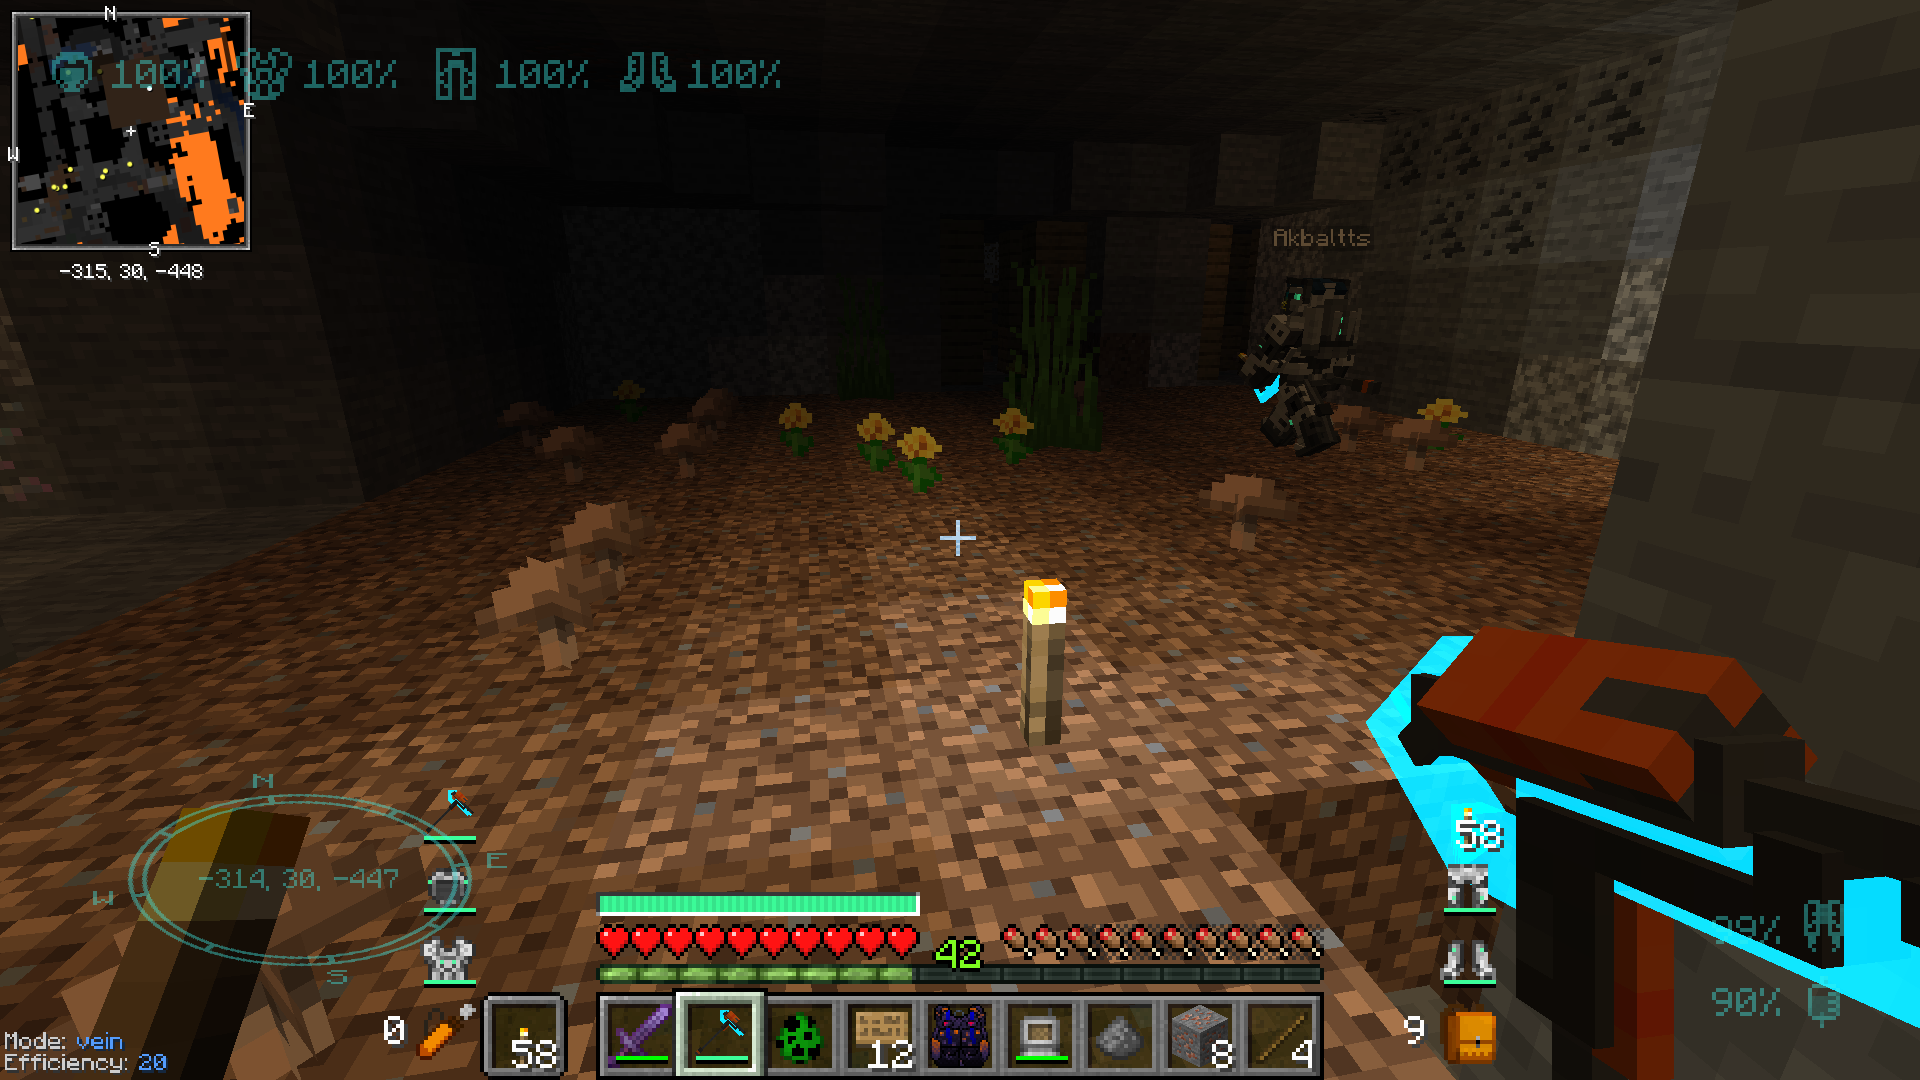 N
100% 100% 100% 100%
E
W
S
-315, 30, -448
Akbaltts
N
-314, 30, -447
E
W
S
58
99%
90%
42
Mode: vein
Efficiency: 20
0
58
12
8
4
9